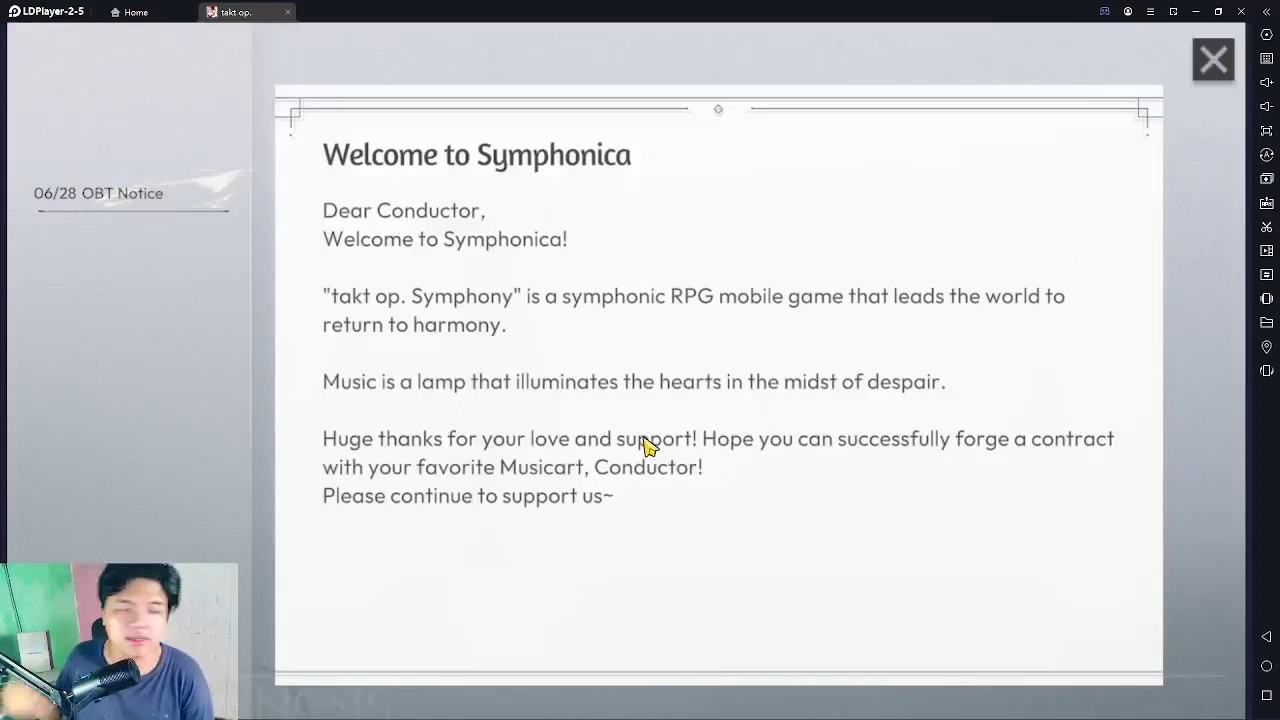 LDPlayer-2-5
Home
takt op.
06/28 OBT Notice
Welcome to Symphonica
Dear Conductor,
Welcome to Symphonica!
"takt op. Symphony" is a symphonic RPG mobile game that leads the world to
return to harmony.
Music is a lamp that illuminates the hearts in the midst of despair.
Huge thanks for your love and support! Hope you can successfully forge a contract
with your favorite Musicart, Conductor!
Please continue to support us~